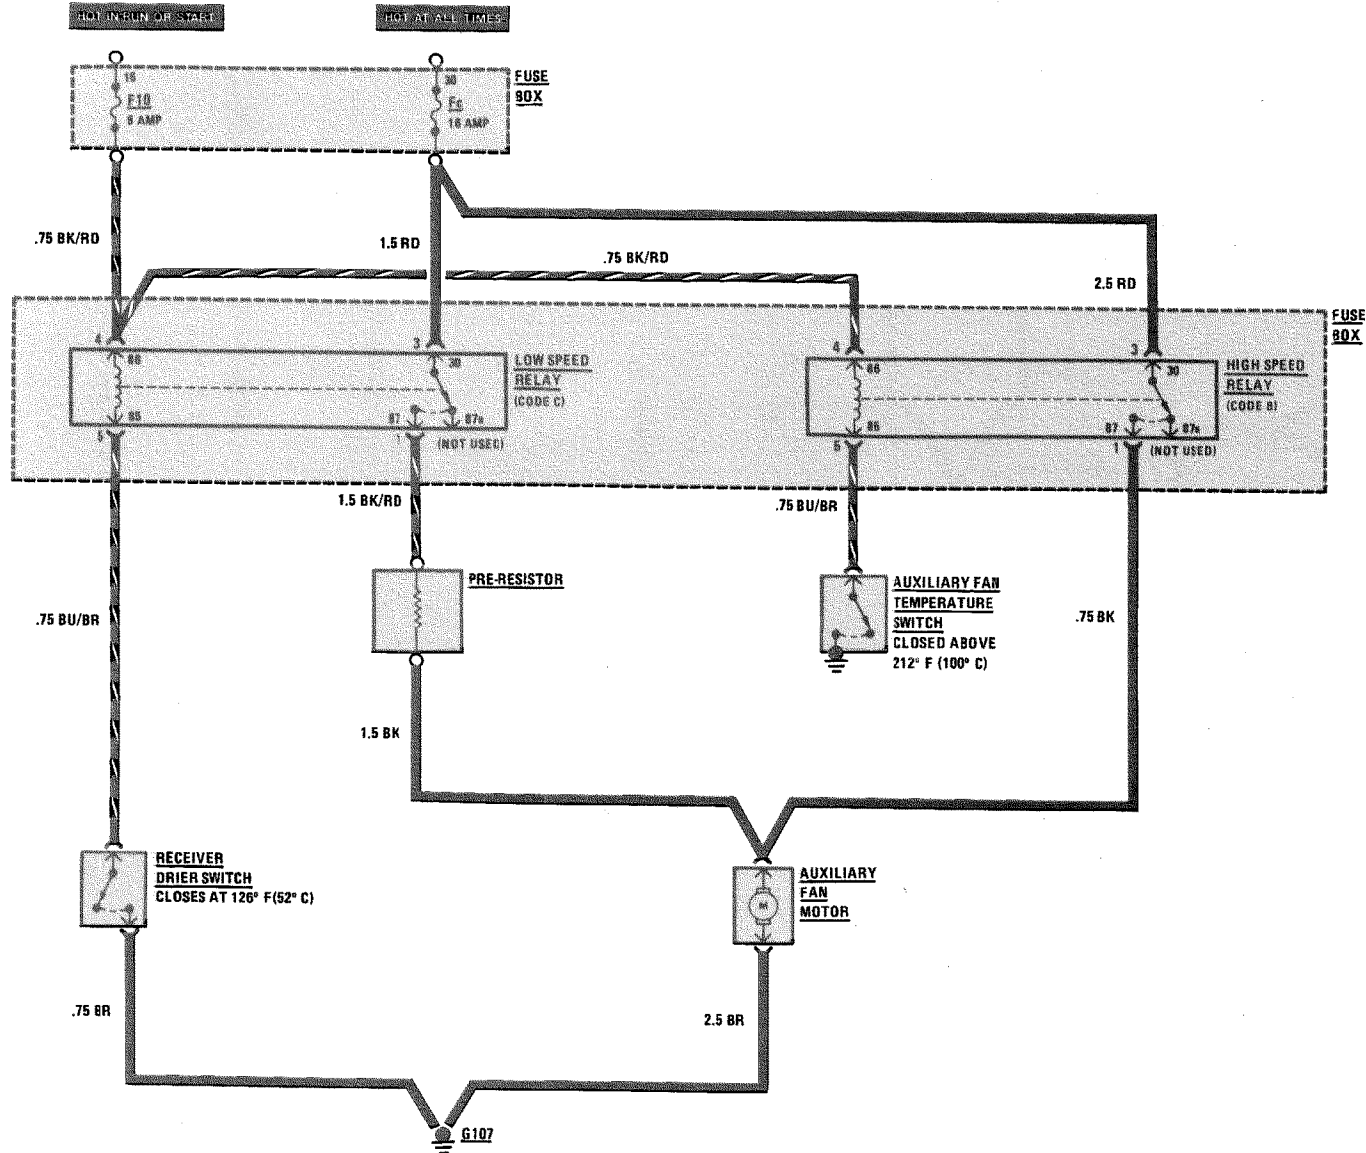 HOT IN RUN OR START
HOT AT ALL TIMES
15
F10
8 AMP
30
16 AMP
FUSE
BOX
.75 BK/RD
1.5 RD
.75 BK/RD
2.5 RD
FUSE
BOX
4
86
3
30
LOW SPEED
RELAY
(CODE C)
85
87
87a
5
1
(NOT USED)
4
86
3
30
HIGH SPEED
RELAY
(CODE B)
85
87
87a
5
1
(NOT USED)
1.5 BK/RD
.75 BU/BR
PRE-RESISTOR
AUXILIARY FAN
TEMPERATURE
SWITCH
CLOSED ABOVE
212° F (100° C)
.75 BU/BR
.75 BK
1.5 BK
RECEIVER
DRIER SWITCH
CLOSES AT 126° F(52° C)
AUXILIARY
FAN
MOTOR
M
.75 BR
2.5 BR
G107